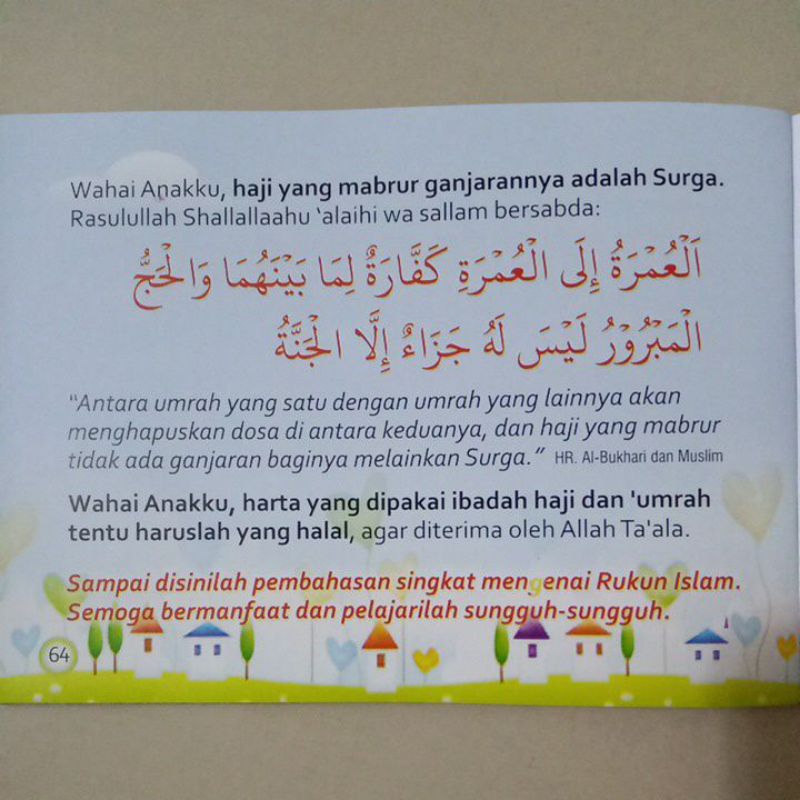 Wahai Anakku, haji yang mabrur ganjarannya adalah Surga.
Rasulullah Shallallaahu 'alaihi wa sallam bersabda:
اَلْعُمْرَةُ إِلَى الْعُمْرَةِ كَفَّارَةٌ لِمَا بَيْنَهُمَا وَالْحَجُّ
الْمَبْرُوْرُ لَيْسَ لَهُ جَزَاءٌ إِلَّا الْجَنَّةُ
"Antara umrah yang satu dengan umrah yang lainnya akan
menghapuskan dosa di antara keduanya, dan haji yang mabrur
tidak ada ganjaran baginya melainkan Surga." HR. Al-Bukhari dan Muslim
Wahai Anakku, harta yang dipakai ibadah haji dan 'umrah
tentu haruslah yang halal, agar diterima oleh Allah Ta'ala.
Sampai disinilah pembahasan singkat mengenai Rukun Islam.
Semoga bermanfaat dan pelajarilah sungguh-sungguh.
64